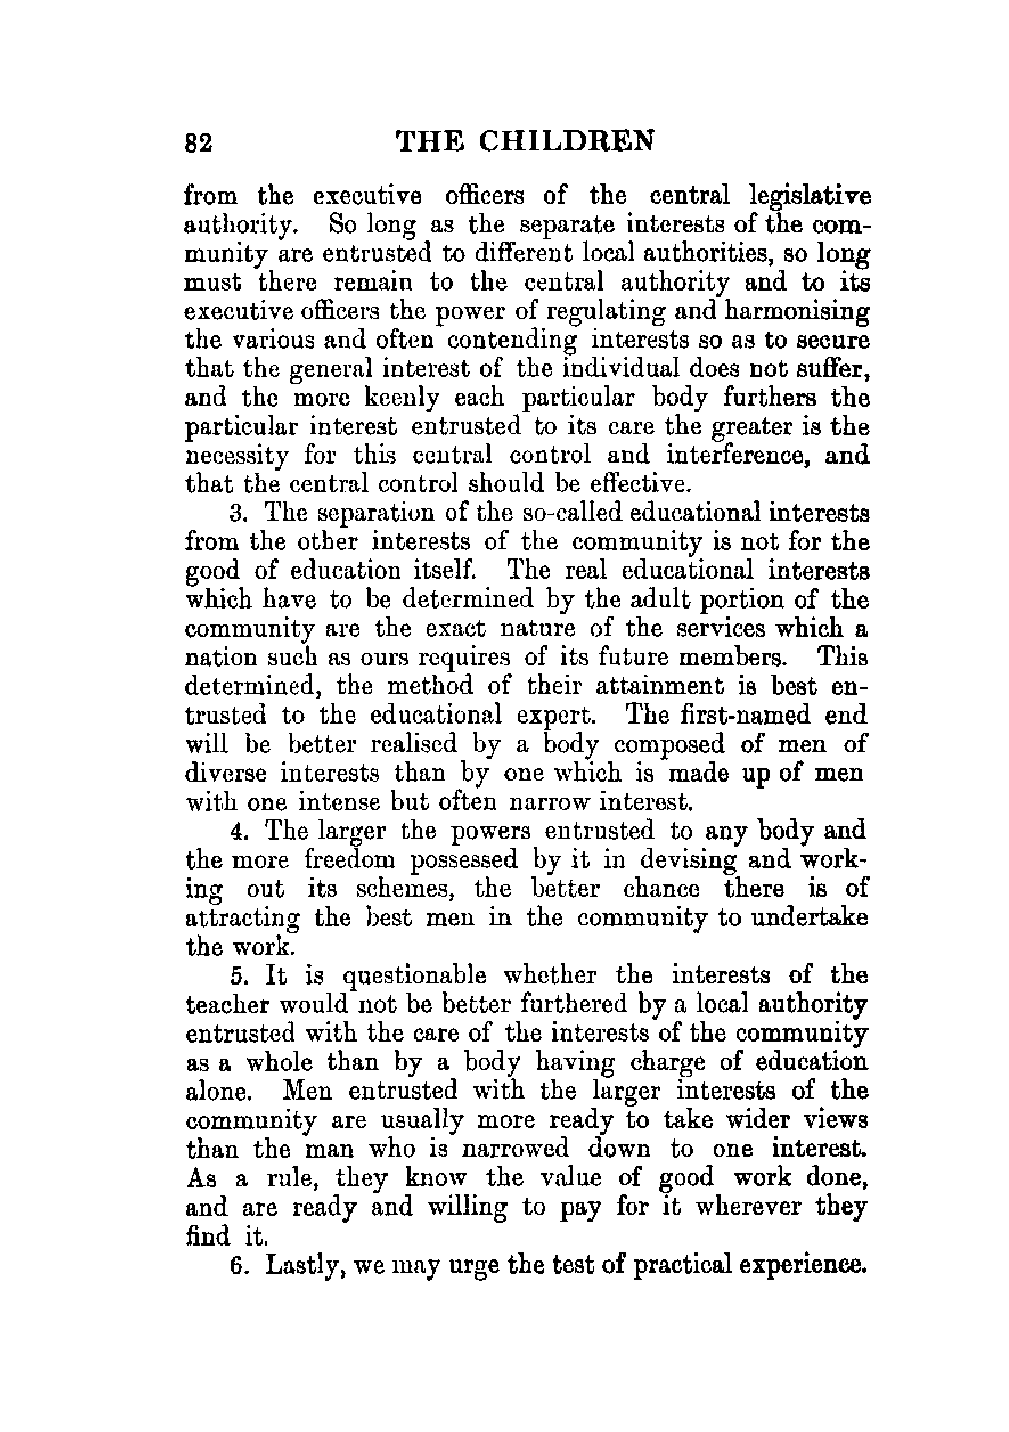 82 THE CHILDREN
from the executive officers of the central legislative
authority. So long as the separate interests of the com-
munity are entrusted to different local authorities, so long
must there remain to the central authority and to its
executive officers the power of regulating and harmonising
the various and often contending interests so as to secure
that the general interest of the individual does not suffer,
and the more keenly each particular body furthers the
particular interest entrusted to its care the greater is the
necessity for this central control and interference, and
that the central control should be effective.
3. The separation of the so-called educational interests
from the other interests of the community is not for the
good of education itself. The real educational interests
which have to be determined by the adult portion of the
community are the exact nature of the services which a
nation such as ours requires of its future members. This
determined, the method of their attainment is best en-
trusted to the educational expert. The first-named end
will be better realised by a body composed of men of
diverse interests than by one which is made up of men
with one intense but often narrow interest.
4. The larger the powers entrusted to any body and
the more freedom possessed by it in devising and work-
ing out its schemes, the better chance there is of
attracting the best men in the community to undertake
the work.
5. It is questionable whether the interests of the
teacher would not be better furthered by a local authority
entrusted with the care of the interests of the community
as a whole than by a body having charge of education
alone. Men entrusted with the larger interests of the
community are usually more ready to take wider views
than the man who is narrowed down to one interest.
As a rule, they know the value of good work done,
and are ready and willing to pay for it wherever they
find it.
6. Lastly, we may urge the test of practical experience.